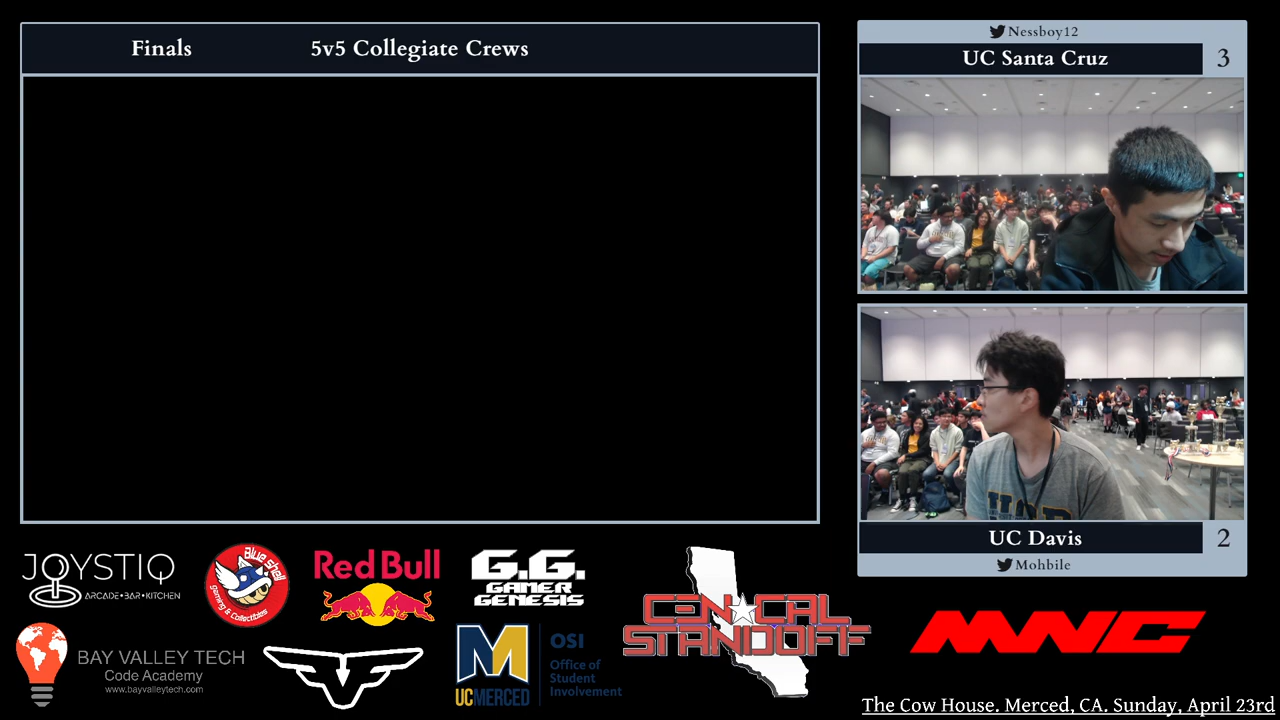 Finals 5v5 Collegiate Crews
Nessboy12
UC Santa Cruz 3
UC Davis 2
Mohbile
JOYSTIQ
ARCADE•BAR•KITCHEN
Blue Shell
gaming & Collectibles
Red Bull
G.G.
GAMER
GENESIS
CEN CAL
STANDOFF
MNC
BAY VALLEY TECH
Code Academy
www.bayvalleytech.com
M
UCMERCED
OSI
Office of
Student
Involvement
The Cow House. Merced, CA. Sunday, April 23rd